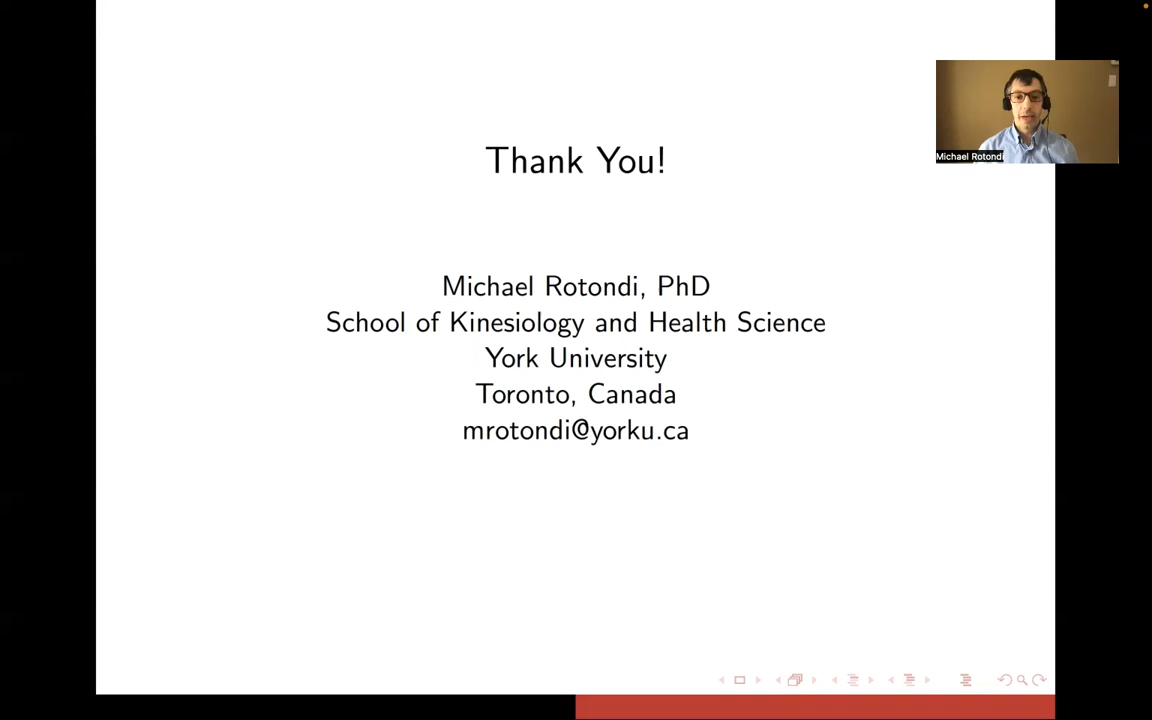 Thank You!
Michael Rotondi, PhD
School of Kinesiology and Health Science
York University
Toronto, Canada
mrotondi@yorku.ca
Michael Rotondi